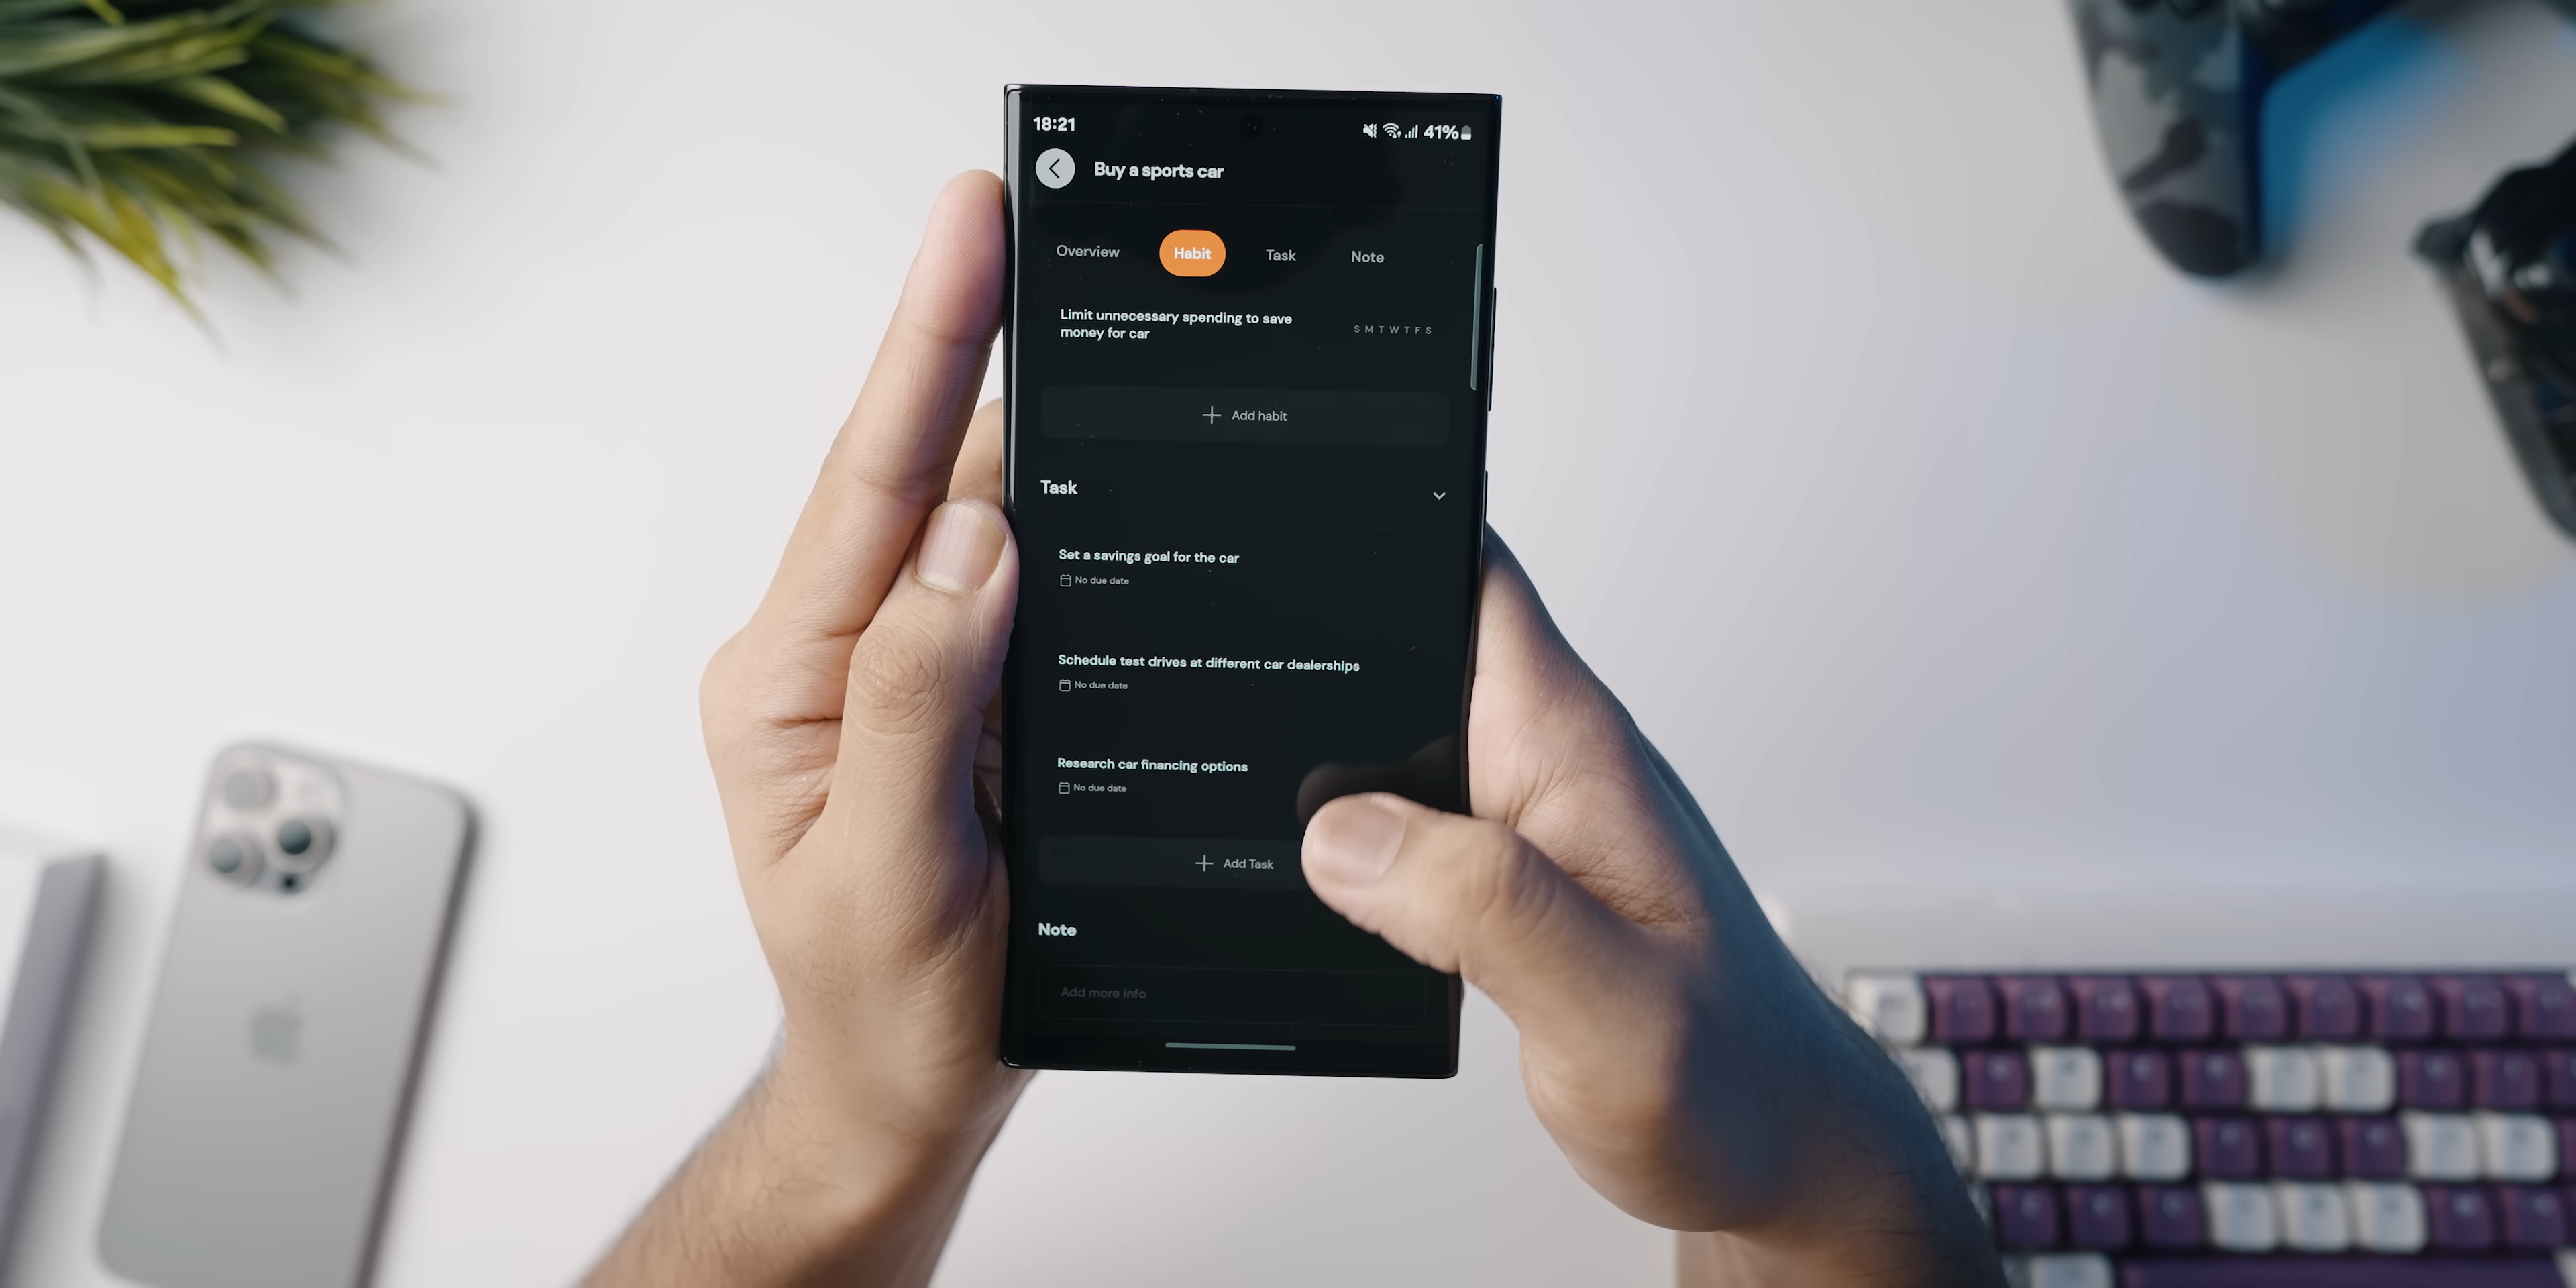 18:21
41%
Buy a sports car
Overview
Habit
Task
Note
Limit unnecessary spending to save
money for car
S M T W T F S
Add habit
Task
Set a savings goal for the car
No due date
Schedule test drives at different car dealerships
No due date
Research car financing options
No due date
Add Task
Note
Add more info